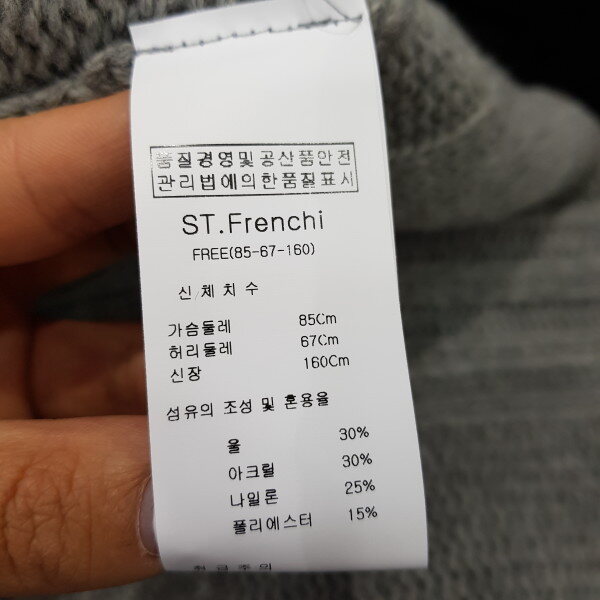 품질경영및공산품안전
관리법에의한품질표시
ST.Frenchi
FREE(85-67-160)
신체치수
가슴둘레 85Cm
허리둘레 67Cm
신장 160Cm
섬유의 조성 및 혼용율
울 30%
아크릴 30%
나일론 25%
폴리에스터 15%